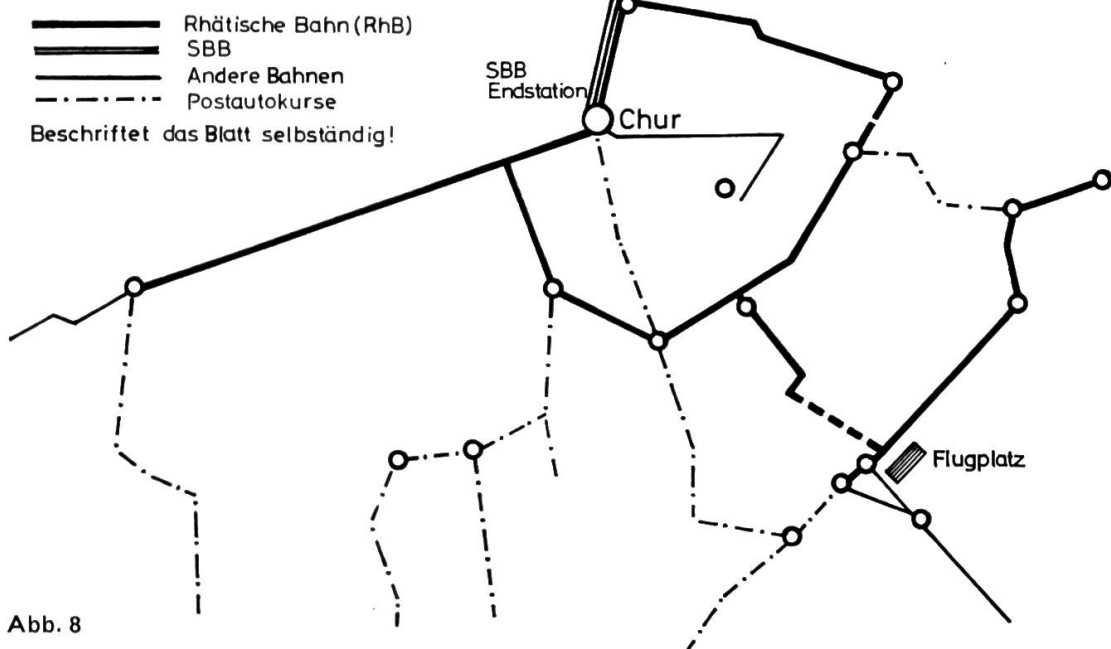 Rhätische Bahn (RhB)
SBB
Andere Bahnen
Postautokurse
Beschriftet das Blatt selbständig!
SBB
Endstation
Chur
Flugplatz
Abb. 8